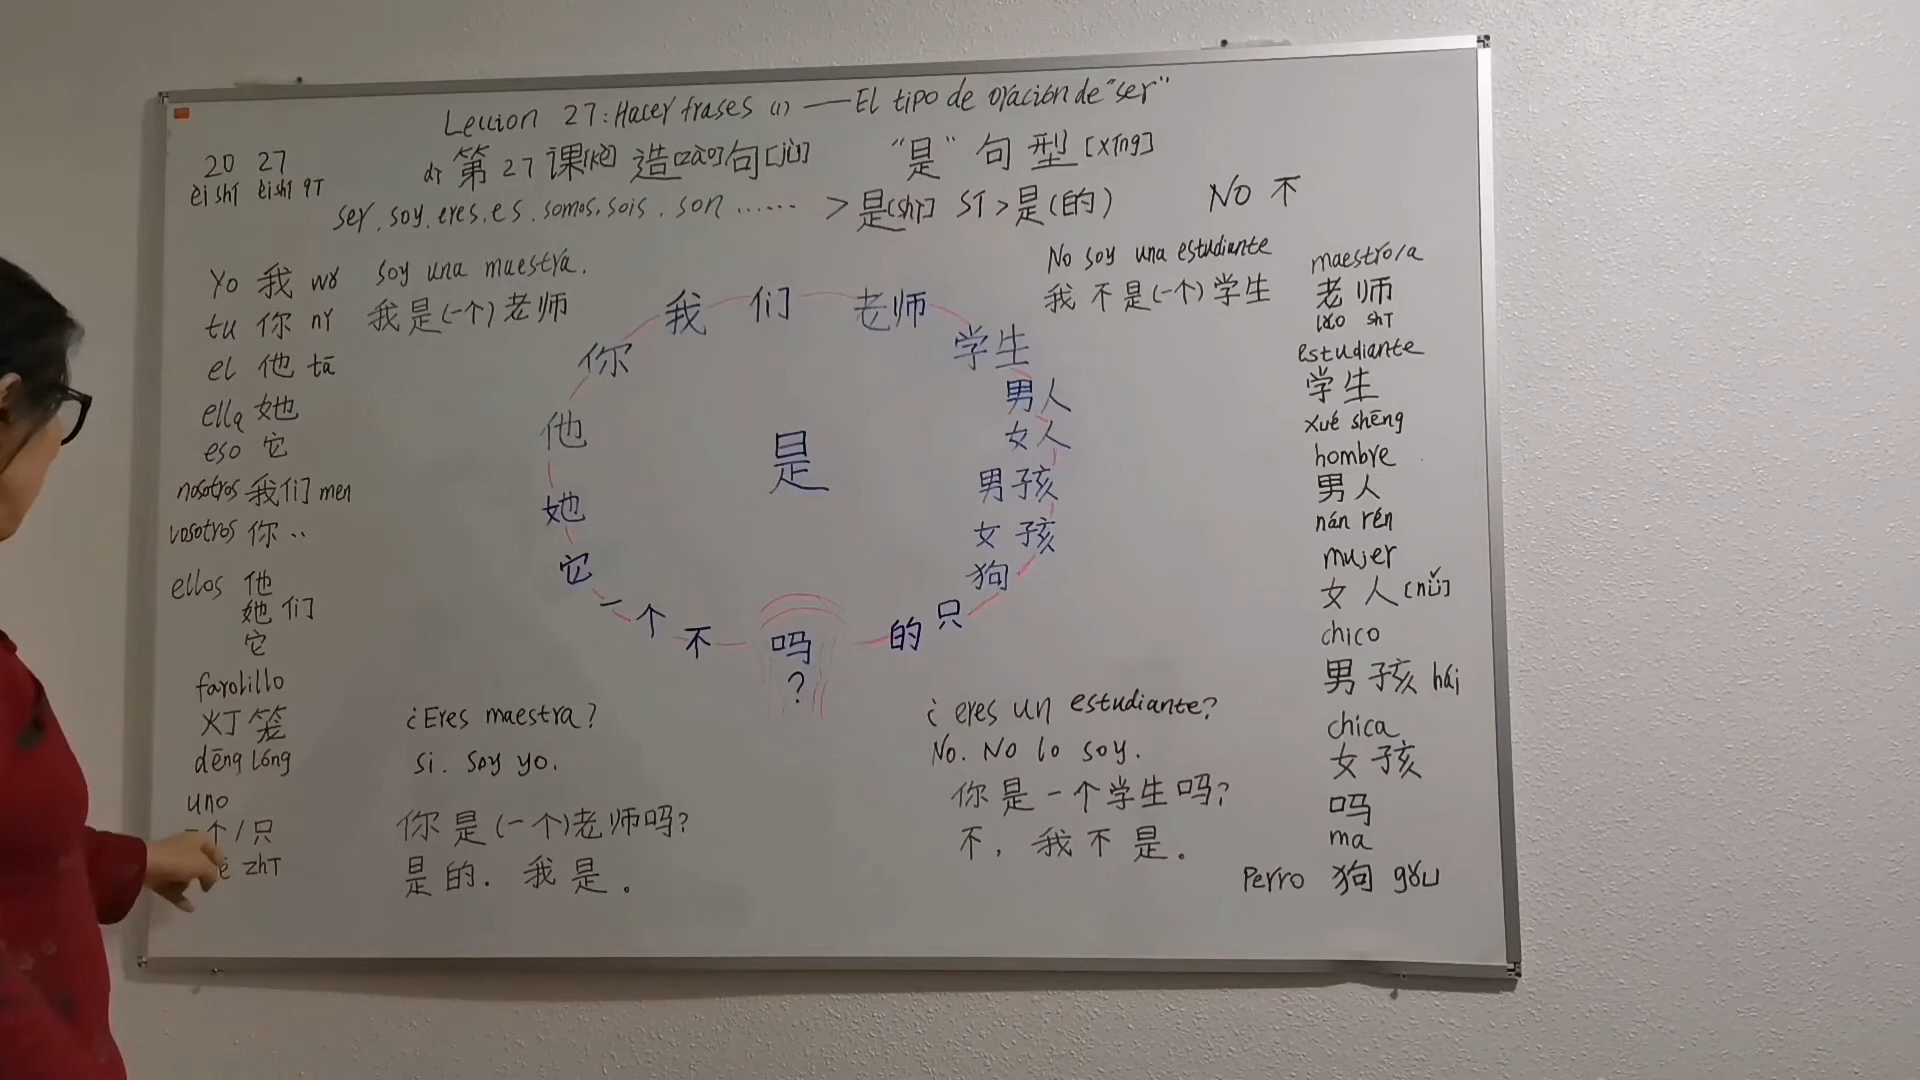 Leccion 27: Hacer frases (1) — El tipo de oración de "ser"
第 27 课[kè] 造[zào]句[jù] "是" 句 型 [xíng]
20 27
èi shí èi shí qī
ser. soy. eres. es. somos. sois. son ...... > 是[shì] Sí > 是(的)
NO 不
Yo 我 wǒ
tu 你 nǐ
el 他 tā
ella 她
eso 它
nosotros 我们 men
vosotros 你 ..
ellos 他
她 们
它
farolillo
灯 笼
dēng lóng
uno
个 / 只
zhī
soy una maestra.
我是(一个)老师
No soy una estudiante
我 不是(一个)学生
我 们 老师
你 学生
男人
他 女人
是
男孩
她 女 孩
它 狗
一 个 不 吗 的 只
?
maestro/a
老 师
lǎo shī
estudiante
学生
xué shēng
hombre
男人
nán rén
mujer
女 人 [nǚ]
chico
男 孩 hái
chica
女 孩
吗
ma
Perro 狗 gǒu
¿Eres maestra?
Si. Soy yo.
你 是 (一个)老师吗?
是 的. 我 是 。
¿ eres un estudiante?
No. No lo soy.
你 是 一个学生吗?
不, 我 不 是 。